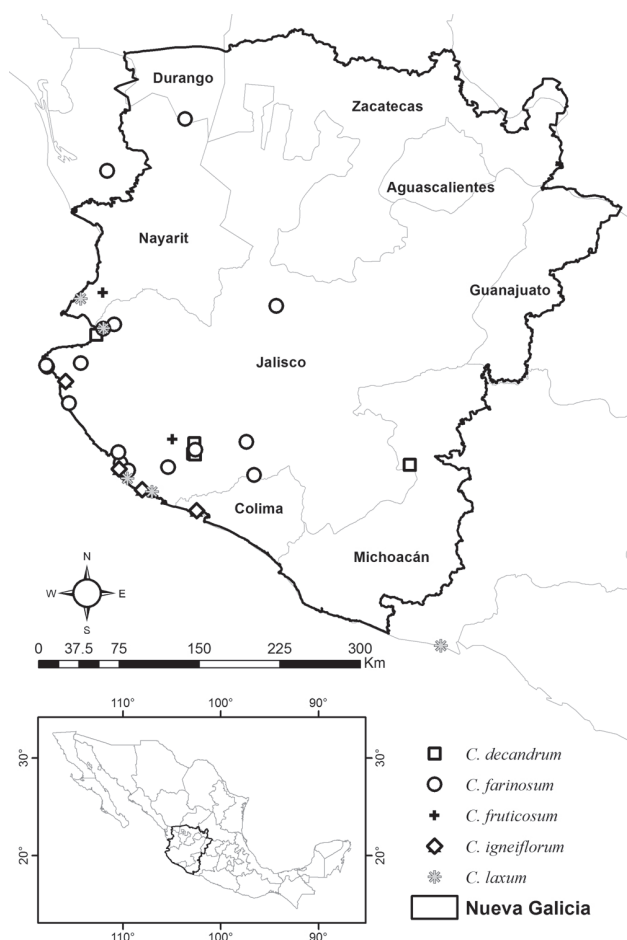 Durango
Zacatecas
Aguascalientes
Nayarit
Guanajuato
Jalisco
Colima
Michoacán
N
W E
S
0 37.5 75 150 225 300
Km
110° 100° 90°
30° 30°
20° 20°
110° 100° 90°
C. decandrum
C. farinosum
C. fruticosum
C. igneiflorum
C. laxum
Nueva Galicia